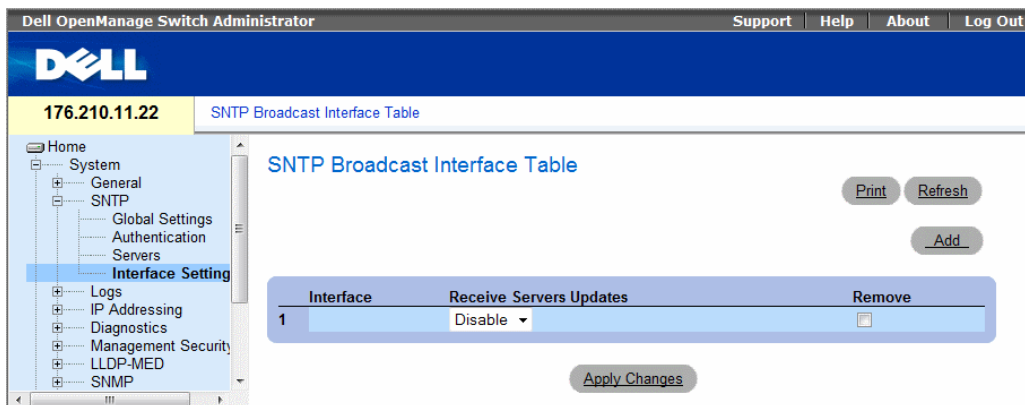 Dell OpenManage Switch Administrator Support Help About Log Out
DELL
176.210.11.22 SNTP Broadcast Interface Table
Home
System
General
SNTP
Global Settings
Authentication
Servers
Interface Setting
Logs
IP Addressing
Diagnostics
Management Security
LLDP-MED
SNMP
SNTP Broadcast Interface Table
Print Refresh
Add
Interface Receive Servers Updates Remove
1 Disable
Apply Changes